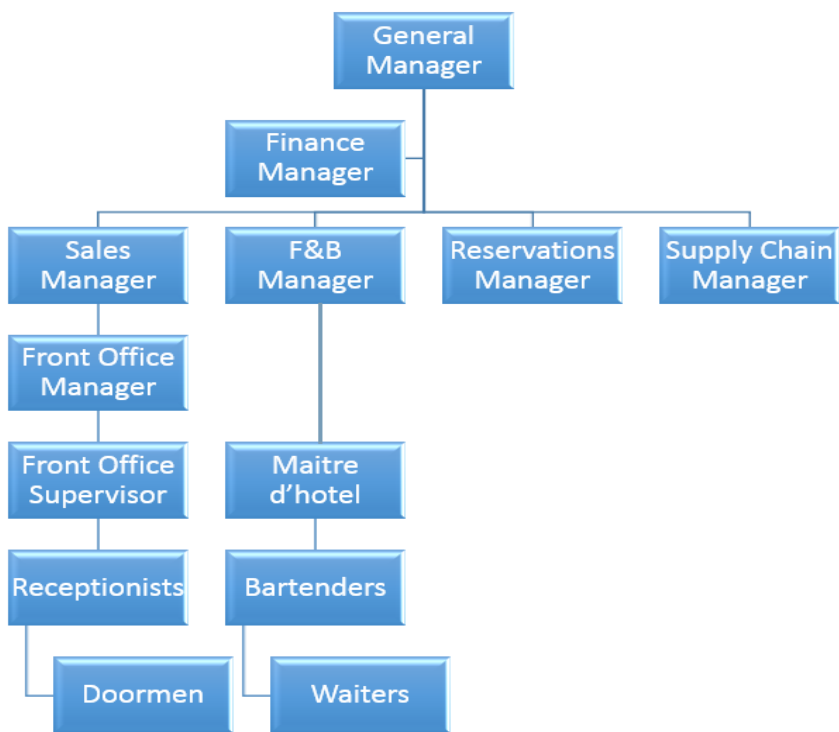 General
Manager
Finance
Manager
Sales
Manager
F&B
Manager
Reservations
Manager
Supply Chain
Manager
Front Office
Manager
Front Office
Supervisor
Maitre
d’hotel
Receptionists
Bartenders
Doormen
Waiters